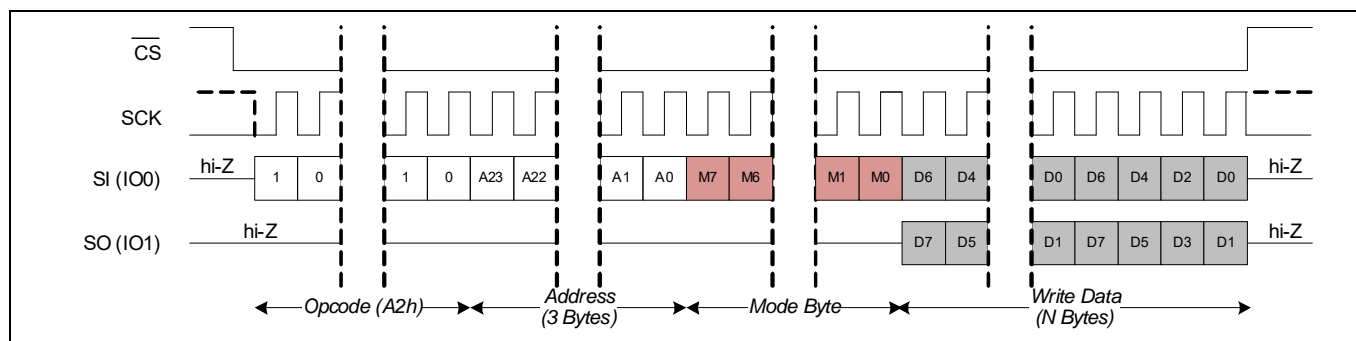 CS
SCK
hi-Z
SI (IO0) 1 0 1 0 A23 A22 A1 A0 M7 M6 M1 M0 D6 D4 D0 D6 D4 D2 D0 hi-Z
hi-Z
SO (IO1) D7 D5 D1 D7 D5 D3 D1 hi-Z
Opcode (A2h) Address (3 Bytes) Mode Byte Write Data (N Bytes)